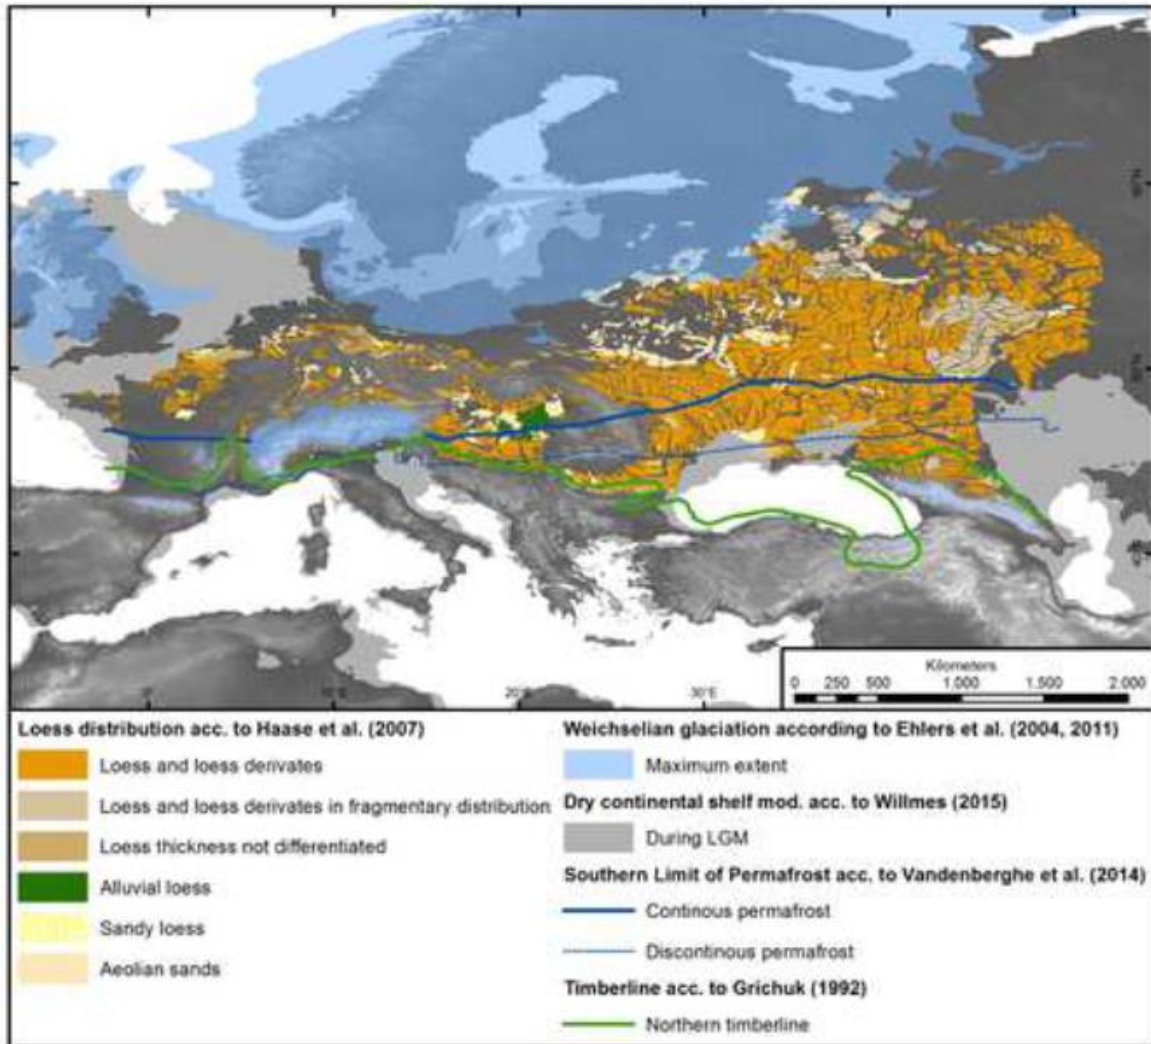 0°
10°E
20°E
30°E
Kilometers
0 250 500 1.000 1.500 2.000
Loess distribution acc. to Haase et al. (2007)
Loess and loess derivates
Loess and loess derivates in fragmentary distribution
Loess thickness not differentiated
Alluvial loess
Sandy loess
Aeolian sands
Weichselian glaciation according to Ehlers et al. (2004, 2011)
Maximum extent
Dry continental shelf mod. acc. to Willmes (2015)
During LGM
Southern Limit of Permafrost acc. to Vandenberghe et al. (2014)
Continous permafrost
Discontinous permafrost
Timberline acc. to Grichuk (1992)
Northern timberline